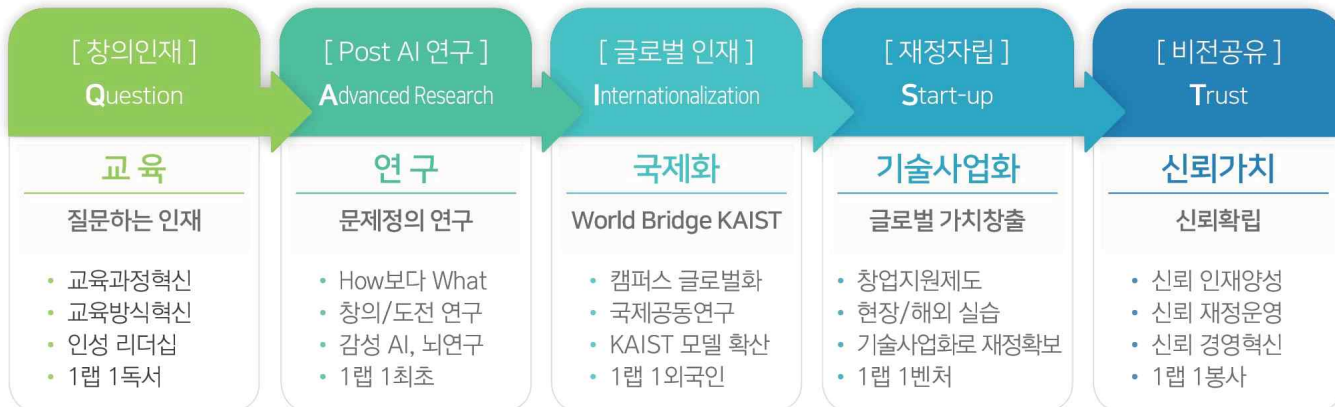 [ 창의인재 ]
Question
교 육
질문하는 인재
• 교육과정혁신
• 교육방식혁신
• 인성 리더십
• 1랩 1독서
[ Post AI 연구 ]
Advanced Research
연 구
문제정의 연구
• How보다 What
• 창의/도전 연구
• 감성 AI, 뇌연구
• 1랩 1최초
[ 글로벌 인재 ]
Internationalization
국제화
World Bridge KAIST
• 캠퍼스 글로벌화
• 국제공동연구
• KAIST 모델 확산
• 1랩 1외국인
[ 재정자립 ]
Start-up
기술사업화
글로벌 가치창출
• 창업지원제도
• 현장/해외 실습
• 기술사업화로 재정확보
• 1랩 1벤처
[ 비전공유 ]
Trust
신뢰가치
신뢰확립
• 신뢰 인재양성
• 신뢰 재정운영
• 신뢰 경영혁신
• 1랩 1봉사